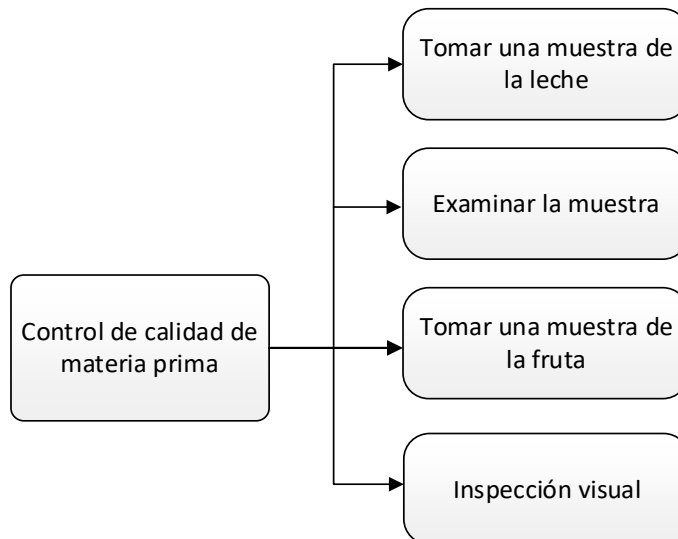 Tomar una muestra de
la leche
Examinar la muestra
Control de calidad de
materia prima
Tomar una muestra de
la fruta
Inspección visual